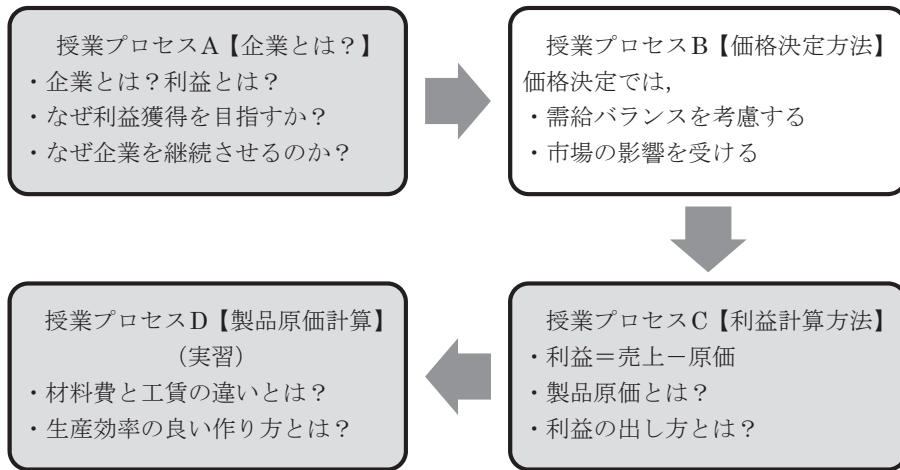 授業プロセスA【企業とは？】
・企業とは？利益とは？
・なぜ利益獲得を目指すか？
・なぜ企業を継続させるのか？
授業プロセスB【価格決定方法】
価格決定では，
・需給バランスを考慮する
・市場の影響を受ける
授業プロセスC【利益計算方法】
・利益＝売上－原価
・製品原価とは？
・利益の出し方とは？
授業プロセスD【製品原価計算】
（実習）
・材料費と工賃の違いとは？
・生産効率の良い作り方とは？